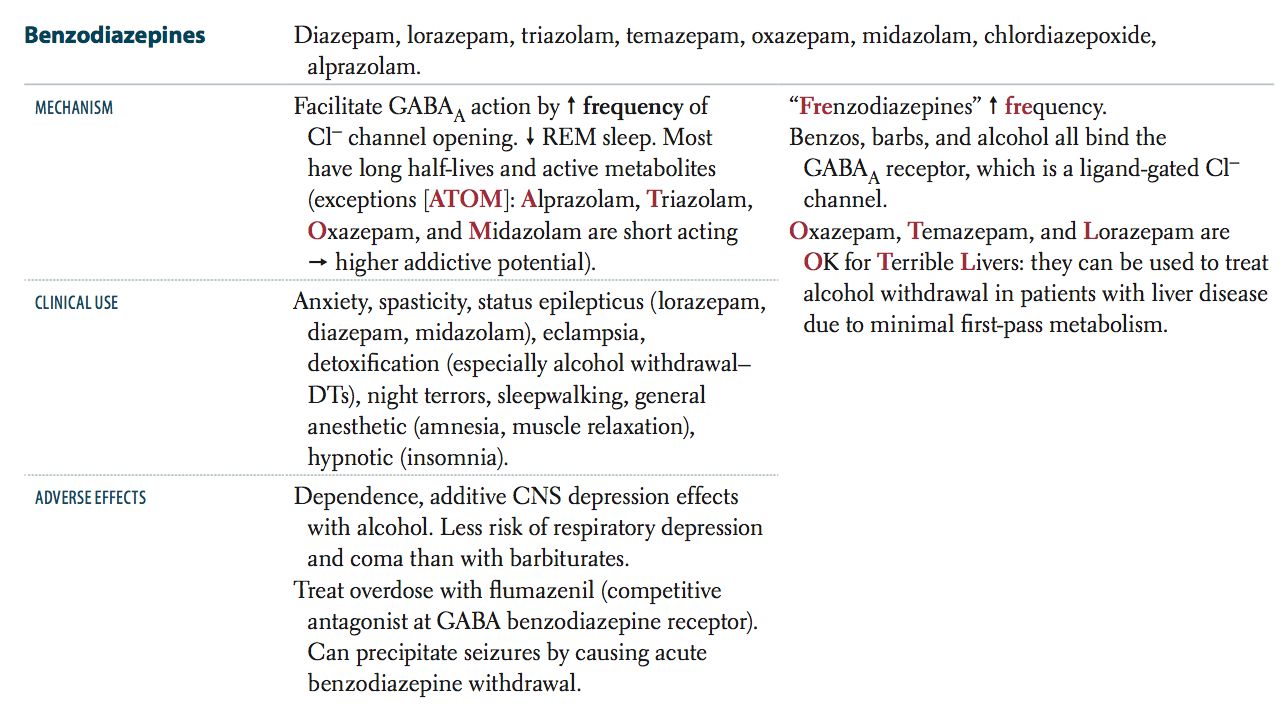 Benzodiazepines
Diazepam, lorazepam, triazolam, temazepam, oxazepam, midazolam, chlordiazepoxide,
alprazolam.
MECHANISM
Facilitate GABAA action by ↑ frequency of
Cl– channel opening. ↓ REM sleep. Most
have long half-lives and active metabolites
(exceptions [ATOM]: Alprazolam, Triazolam,
Oxazepam, and Midazolam are short acting
→ higher addictive potential).
“Frenzodiazepines” ↑ frequency.
Benzos, barbs, and alcohol all bind the
GABAA receptor, which is a ligand-gated Cl–
channel.
Oxazepam, Temazepam, and Lorazepam are
OK for Terrible Livers: they can be used to treat
alcohol withdrawal in patients with liver disease
due to minimal first-pass metabolism.
CLINICAL USE
Anxiety, spasticity, status epilepticus (lorazepam,
diazepam, midazolam), eclampsia,
detoxification (especially alcohol withdrawal–
DTs), night terrors, sleepwalking, general
anesthetic (amnesia, muscle relaxation),
hypnotic (insomnia).
ADVERSE EFFECTS
Dependence, additive CNS depression effects
with alcohol. Less risk of respiratory depression
and coma than with barbiturates.
Treat overdose with flumazenil (competitive
antagonist at GABA benzodiazepine receptor).
Can precipitate seizures by causing acute
benzodiazepine withdrawal.